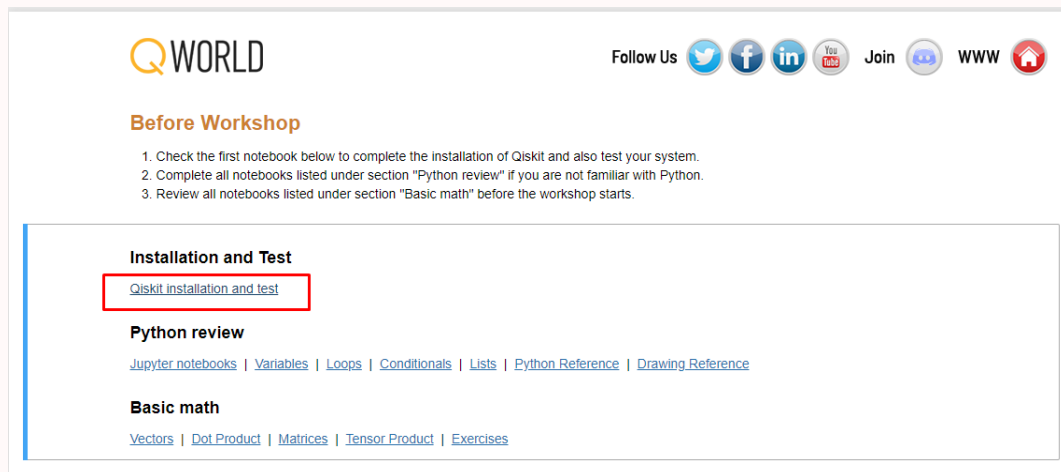 QWORLD
Follow Us You Tube Join WWW
Before Workshop
1. Check the first notebook below to complete the installation of Qiskit and also test your system.
2. Complete all notebooks listed under section "Python review" if you are not familiar with Python.
3. Review all notebooks listed under section "Basic math" before the workshop starts.
Installation and Test
Qiskit installation and test
Python review
Jupyter notebooks | Variables | Loops | Conditionals | Lists | Python Reference | Drawing Reference
Basic math
Vectors | Dot Product | Matrices | Tensor Product | Exercises